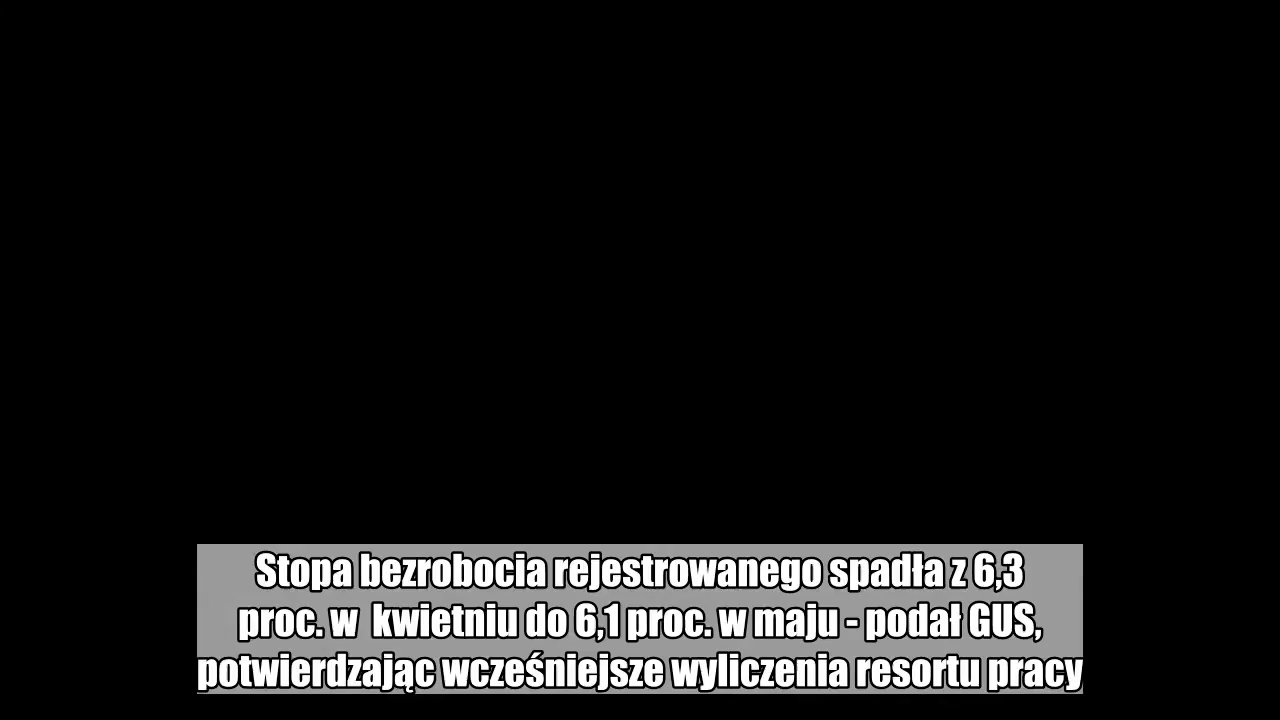 Stopa bezrobocia rejestrowanego spadła z 6,3
proc. w  kwietniu do 6,1 proc. w maju - podał GUS,
potwierdzając wcześniejsze wyliczenia resortu pracy